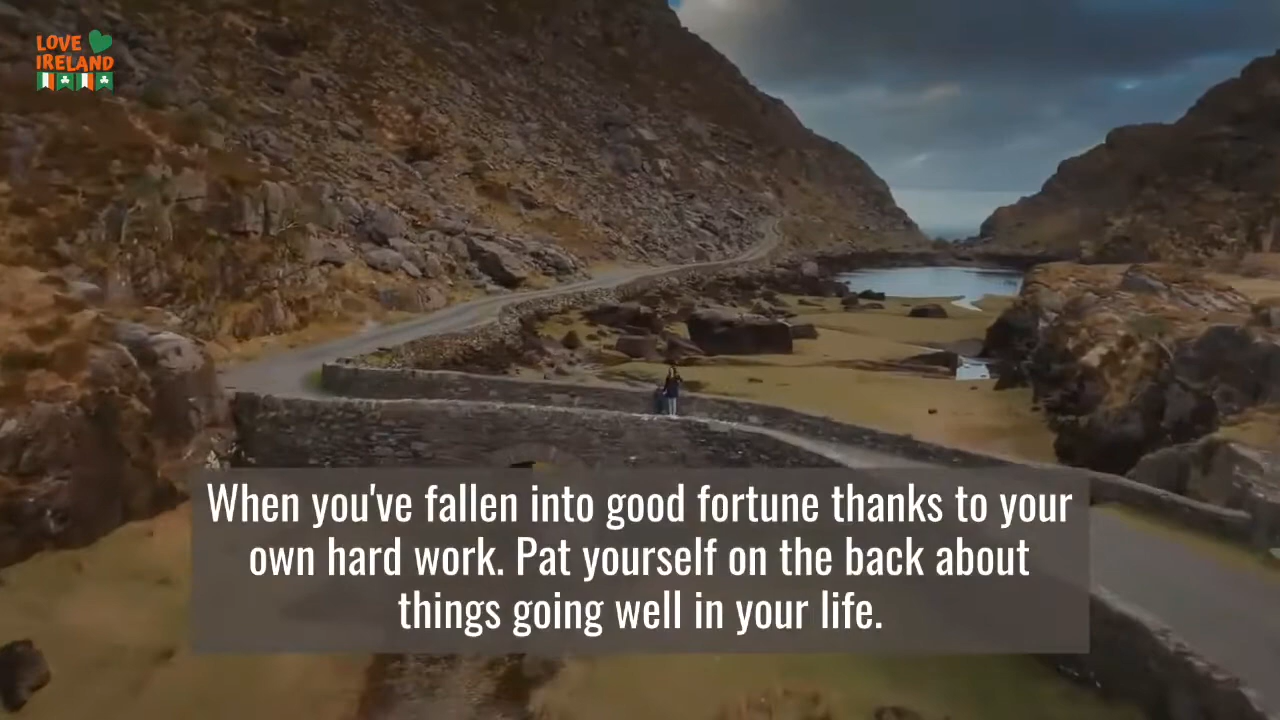 LOVE
IRELAND
When you've fallen into good fortune thanks to your
own hard work. Pat yourself on the back about
things going well in your life.